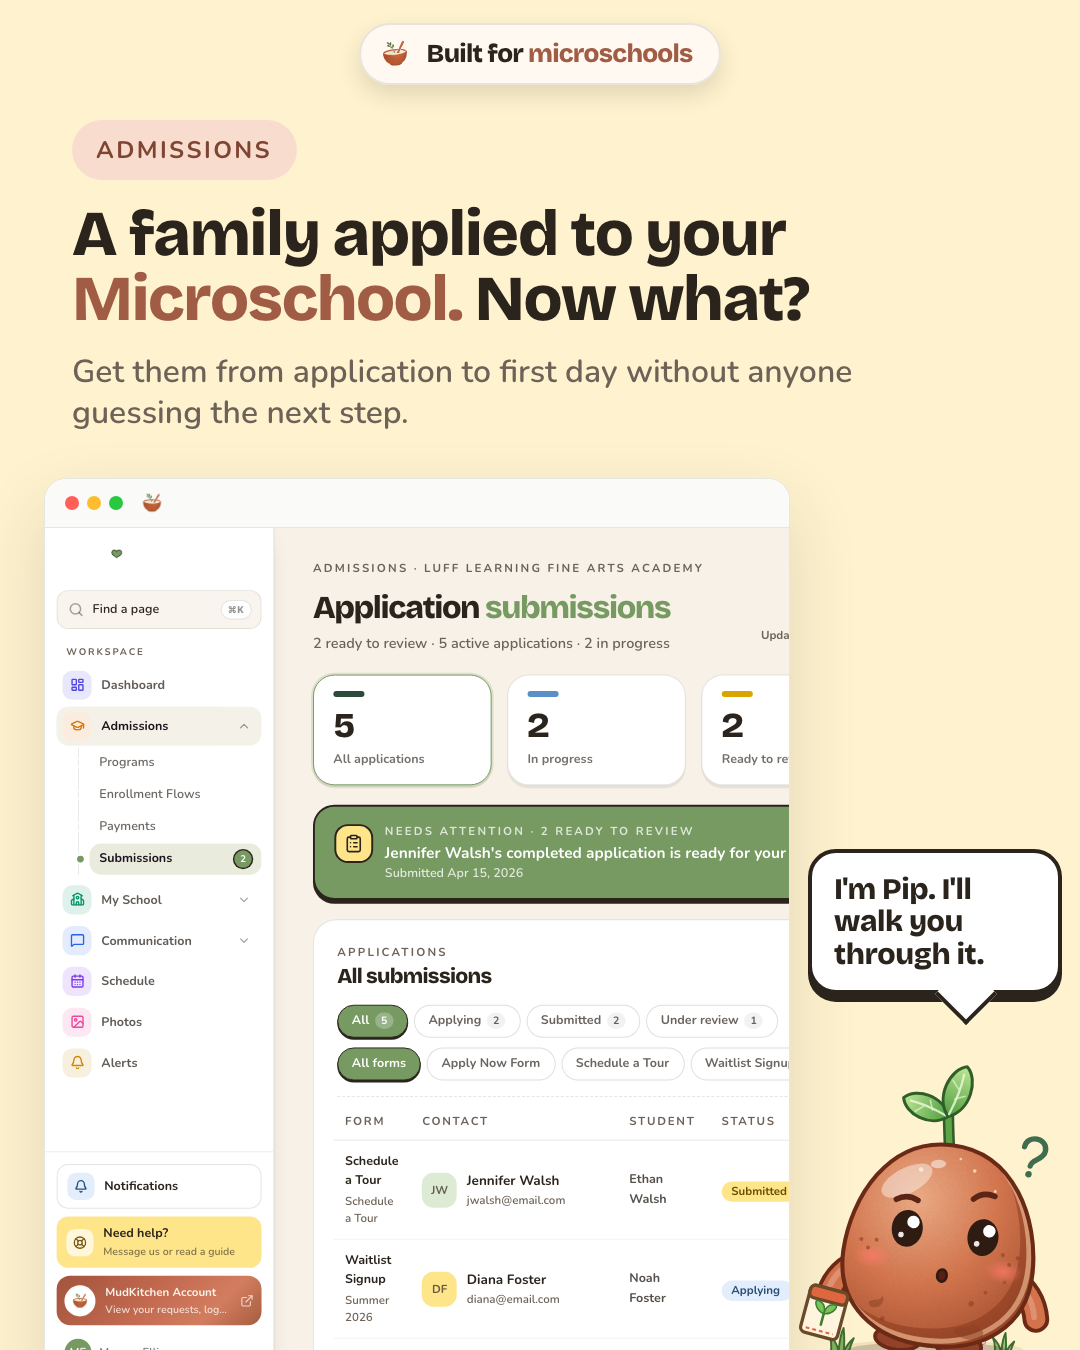 Built for microschools
ADMISSIONS
A family applied to your
Microschool. Now what?
Get them from application to first day without anyone
guessing the next step.
Find a page
⌘K
WORKSPACE
Dashboard
Admissions
Programs
Enrollment Flows
Payments
Submissions 2
My School
Communication
Schedule
Photos
Alerts
Notifications
Need help?
Message us or read a guide
MudKitchen Account
View your requests, log...
ADMISSIONS · LUFF LEARNING FINE ARTS ACADEMY
Application submissions
2 ready to review · 5 active applications · 2 in progress
5
All applications
2
In progress
2
Ready to
NEEDS ATTENTION · 2 READY TO REVIEW
Jennifer Walsh's completed application is ready for your
Submitted Apr 15, 2026
APPLICATIONS
All submissions
All 5
Applying 2
Submitted 2
Under review 1
All forms
Apply Now Form
Schedule a Tour
Waitlist
FORM CONTACT STUDENT STATUS
Schedule
a Tour
Schedule
a Tour
JW
Jennifer Walsh
jwalsh@email.com
Ethan
Walsh
Submitted
Waitlist
Signup
Summer
2026
DF
Diana Foster
diana@email.com
Noah
Foster
Applying
I'm Pip. I'll
walk you
through it.
?